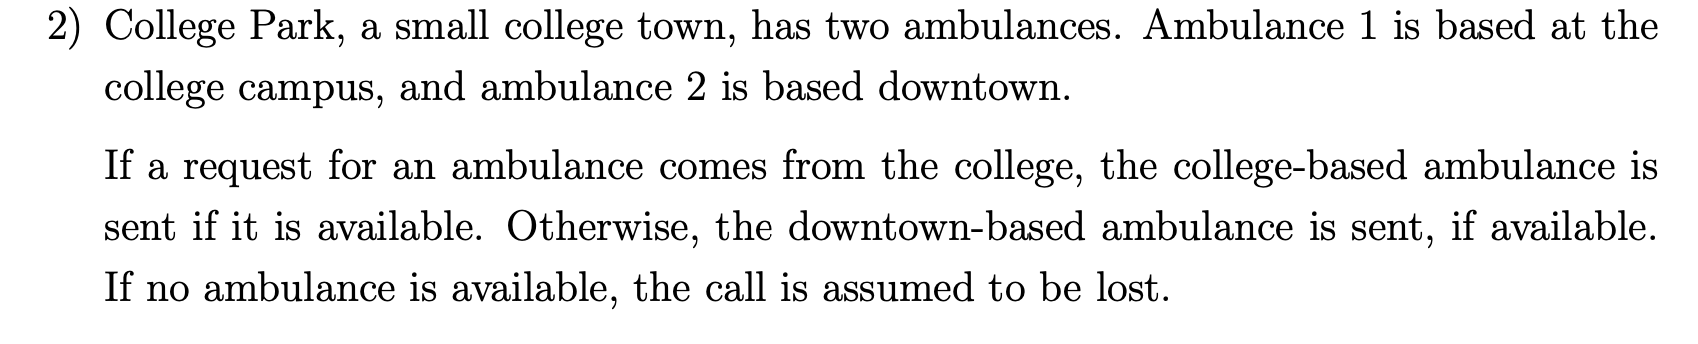 2) College Park, a small college town, has two ambulances. Ambulance 1 is based at the
college campus, and ambulance 2 is based downtown.
If a request for an ambulance comes from the college, the college-based ambulance is
sent if it is available. Otherwise, the downtown-based ambulance is sent, if available.
If no ambulance is available, the call is assumed to be lost.